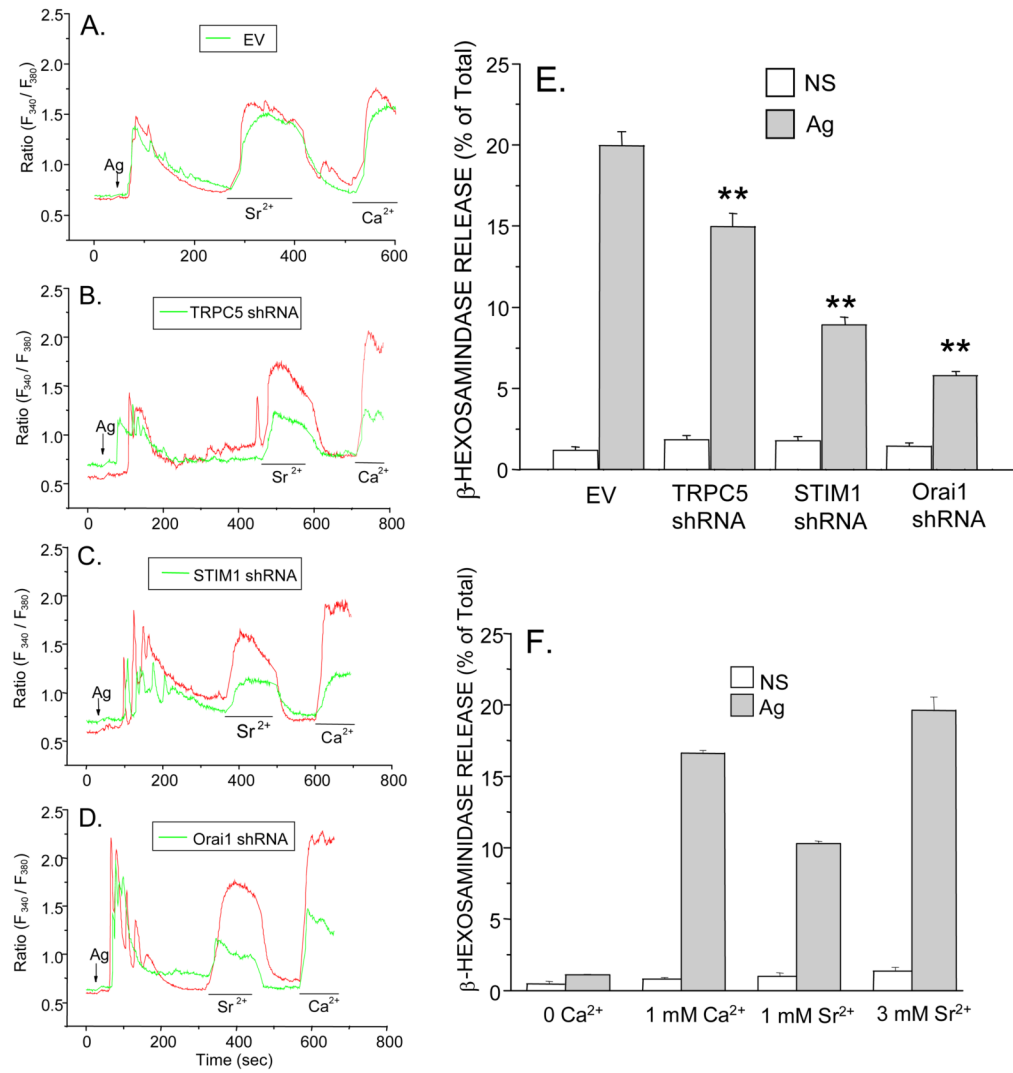 A.
EV
Ratio (F340 / F380)
2.5
2.0
1.5
1.0
0.5
Ag
Sr2+
Ca2+
0
200
400
600
B.
TRPC5 shRNA
Ratio (F340 / F380)
2.5
2.0
1.5
1.0
0.5
Ag
Sr2+
Ca2+
0
200
400
600
800
C.
STIM1 shRNA
Ratio (F340 / F380)
2.5
2.0
1.5
1.0
0.5
Ag
Sr2+
Ca2+
0
200
400
600
800
D.
Orai1 shRNA
Ratio (F340 / F380)
2.5
2.0
1.5
1.0
0.5
Ag
Sr2+
Ca2+
0
200
400
600
800
Time (sec)
E.
NS
Ag
β-HEXOSAMINDASE RELEASE (% of Total)
25
20
15
10
5
0
**
**
**
EV
TRPC5
shRNA
STIM1
shRNA
Orai1
shRNA
F.
NS
Ag
β-HEXOSAMINIDASE RELEASE (% of Total)
25
20
15
10
5
0
0 Ca2+
1 mM Ca2+
1 mM Sr2+
3 mM Sr2+